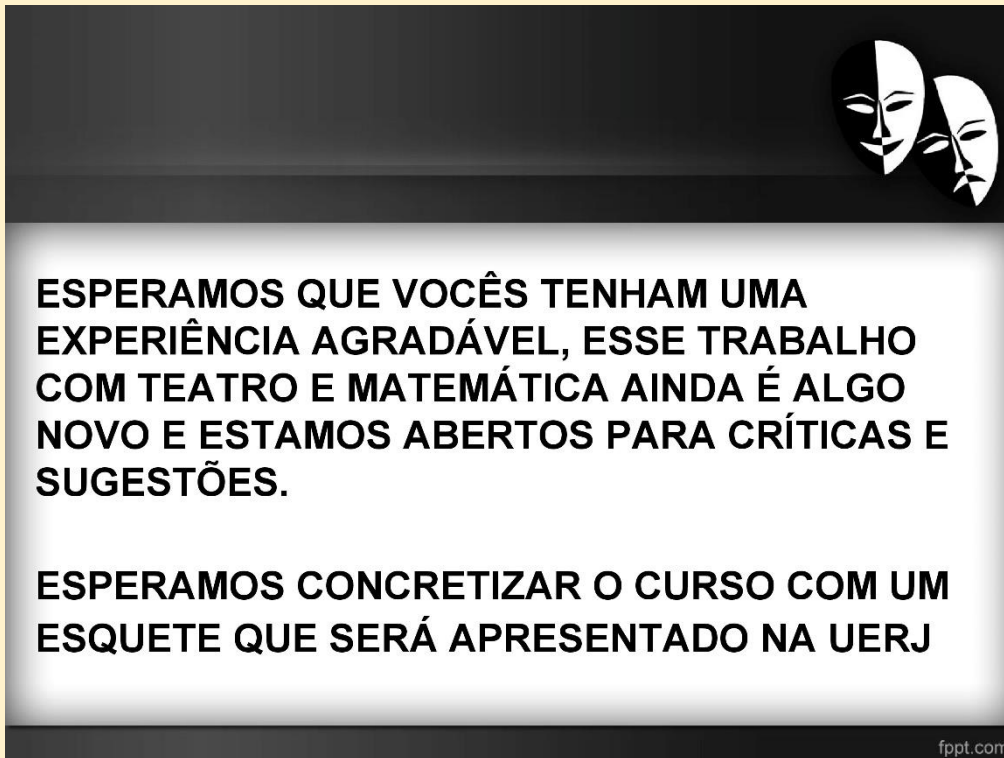 ESPERAMOS QUE VOCÊS TENHAM UMA
EXPERIÊNCIA AGRADÁVEL, ESSE TRABALHO
COM TEATRO E MATEMÁTICA AINDA É ALGO
NOVO E ESTAMOS ABERTOS PARA CRÍTICAS E
SUGESTÕES.
ESPERAMOS CONCRETIZAR O CURSO COM UM
ESQUETE QUE SERÁ APRESENTADO NA UERJ
fppt.com